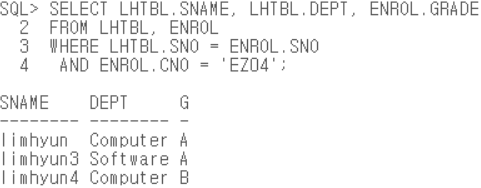 SQL> SELECT LHTBL.SNAME, LHTBL.DEPT, ENROL.GRADE
2 FROM LHTBL, ENROL
3 WHERE LHTBL.SNO = ENROL.SNO
4 AND ENROL.CNO = 'EZ04';
SNAME DEPT G
-------- -------- -
limhyun Computer A
limhyun3 Software A
limhyun4 Computer B